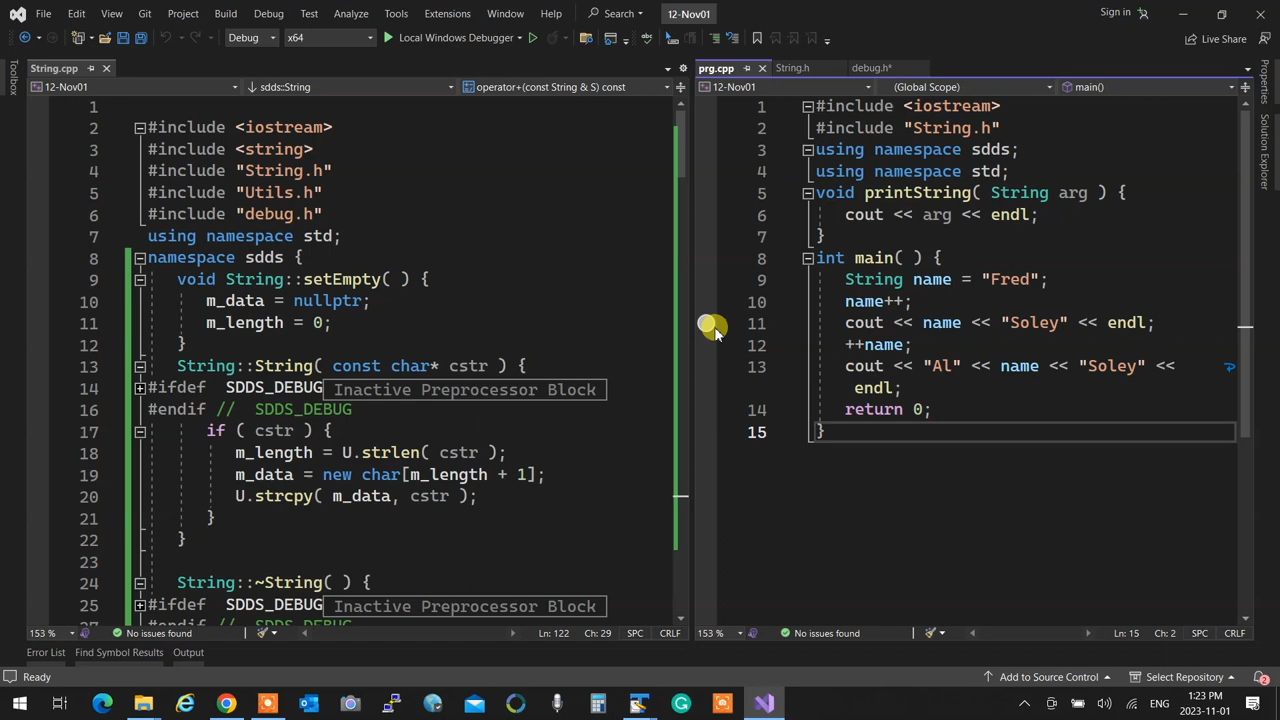 File Edit View Git Project Build Debug Test Analyze Tools Extensions Window Help Search 12-Nov01 Sign in
Debug x64 Local Windows Debugger Live Share
Toolbox
String.cpp
12-Nov01 sdds::String operator+(const String & S) const
1
2 #include <iostream>
3 #include <string>
4 #include "String.h"
5 #include "Utils.h"
6 #include "debug.h"
7 using namespace std;
8 namespace sdds {
9 void String::setEmpty( ) {
10 m_data = nullptr;
11 m_length = 0;
12 }
13 String::String( const char* cstr ) {
14 #ifdef SDDS_DEBUG Inactive Preprocessor Block
16 #endif // SDDS_DEBUG
17 if ( cstr ) {
18 m_length = U.strlen( cstr );
19 m_data = new char[m_length + 1];
20 U.strcpy( m_data, cstr );
21 }
22 }
23
24 String::~String( ) {
25 #ifdef SDDS_DEBUG Inactive Preprocessor Block
27 #endif // SDDS_DEBUG
153 % No issues found Ln: 122 Ch: 29 SPC CRLF
prg.cpp String.h debug.h*
12-Nov01 (Global Scope) main()
1 #include <iostream>
2 #include "String.h"
3 using namespace sdds;
4 using namespace std;
5 void printString( String arg ) {
6 cout << arg << endl;
7 }
8 int main( ) {
9 String name = "Fred";
10 name++;
11 cout << name << "Soley" << endl;
12 ++name;
13 cout << "Al" << name << "Soley" <<
endl;
14 return 0;
15 }
153 % No issues found Ln: 15 Ch: 2 SPC CRLF
Properties
Solution Explorer
Error List Find Symbol Results Output
Ready Add to Source Control Select Repository 2
ENG 1:23 PM
2023-11-01